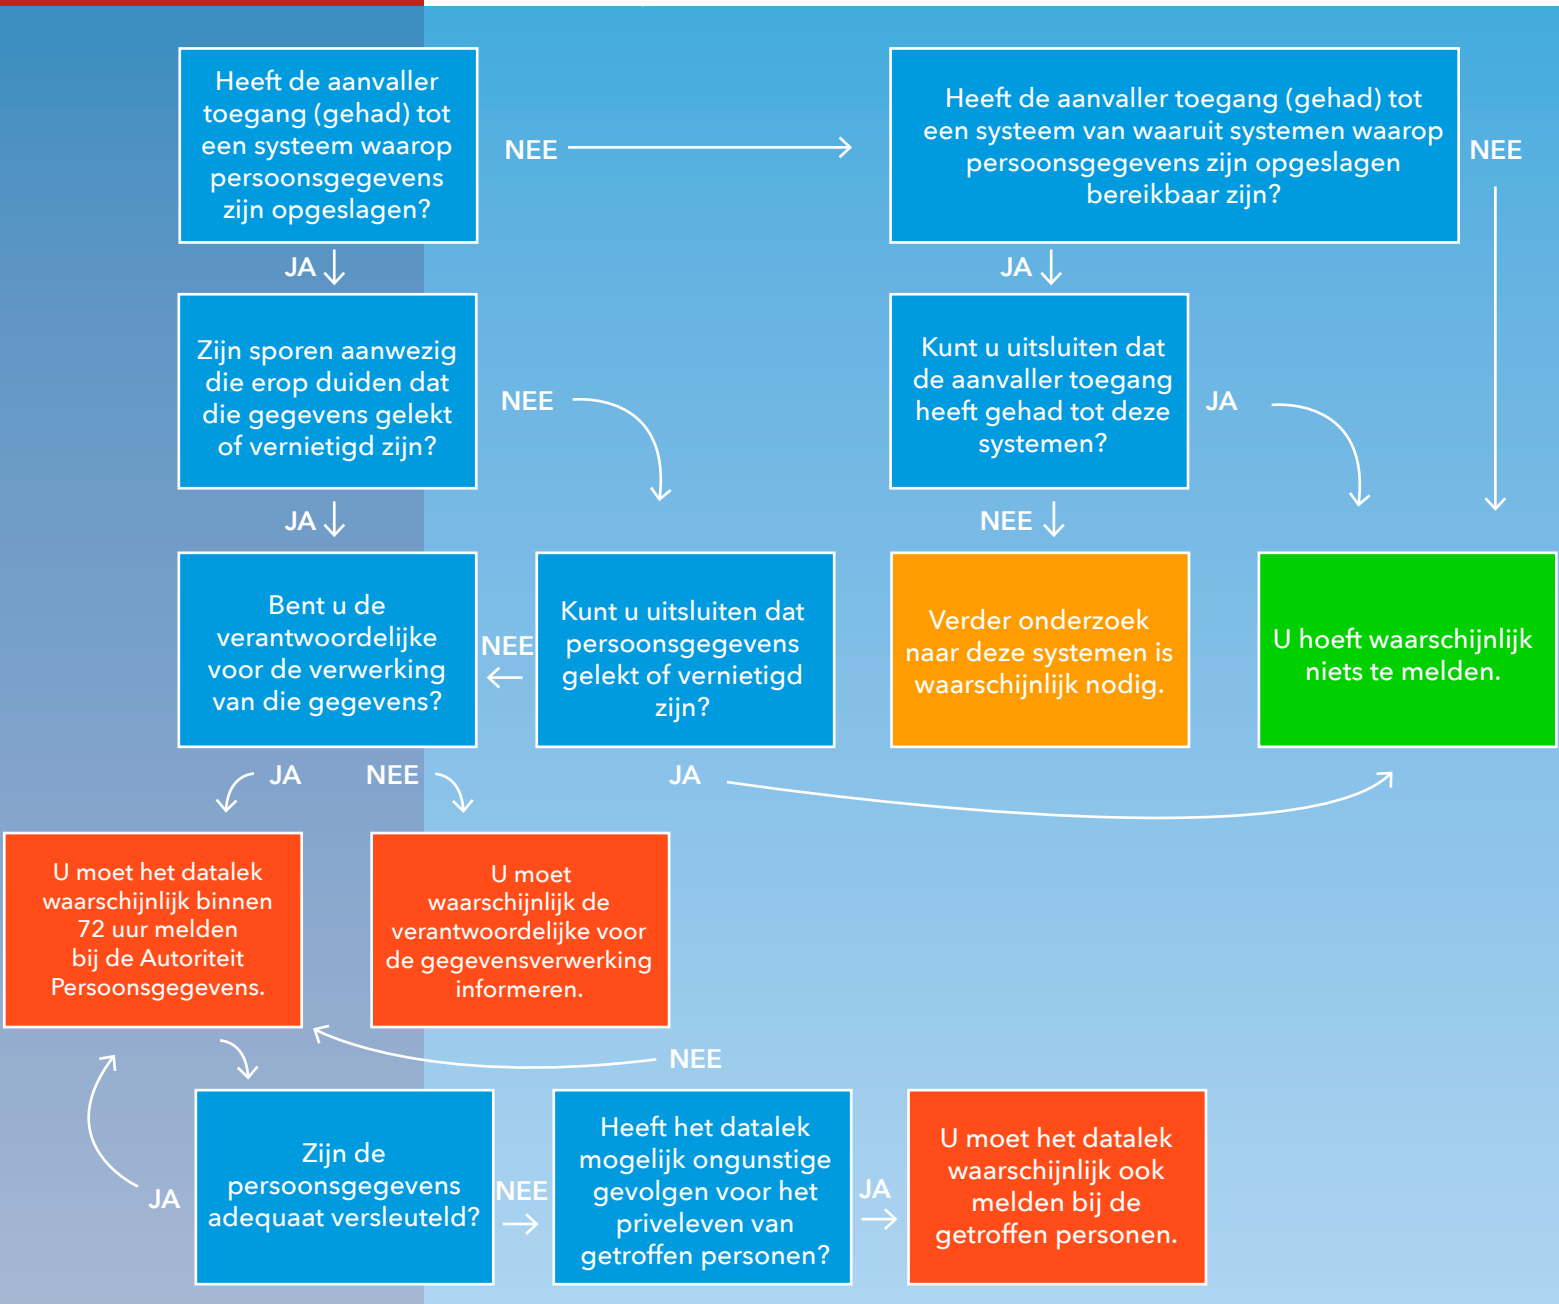 Heeft de aanvaller
toegang (gehad) tot
een systeem waarop
persoonsgegevens
zijn opgeslagen?
NEE
Heeft de aanvaller toegang (gehad) tot
een systeem van waaruit systemen waarop
persoonsgegevens zijn opgeslagen
bereikbaar zijn?
NEE
JA
JA
Zijn sporen aanwezig
die erop duiden dat
die gegevens gelekt
of vernietigd zijn?
NEE
Kunt u uitsluiten dat
de aanvaller toegang
heeft gehad tot deze
systemen?
JA
JA
NEE
Bent u de
verantwoordelijke
voor de verwerking
van die gegevens?
NEE
Kunt u uitsluiten dat
persoonsgegevens
gelekt of vernietigd
zijn?
Verder onderzoek
naar deze systemen is
waarschijnlijk nodig.
U hoeft waarschijnlijk
niets te melden.
JA
NEE
JA
U moet het datalek
waarschijnlijk binnen
72 uur melden
bij de Autoriteit
Persoonsgegevens.
U moet
waarschijnlijk de
verantwoordelijke voor
de gegevensverwerking
informeren.
NEE
JA
Zijn de
persoonsgegevens
adequaat versleuteld?
NEE
Heeft het datalek
mogelijk ongunstige
gevolgen voor het
priveleven van
getroffen personen?
JA
U moet het datalek
waarschijnlijk ook
melden bij de
getroffen personen.